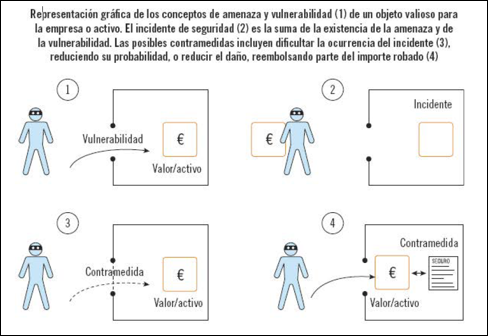 Representación gráfica de los conceptos de amenaza y vulnerabilidad (1) de un objeto valioso para
la empresa o activo. El incidente de seguridad (2) es la suma de la existencia de la amenaza y de
la vulnerabilidad. Las posibles contramedidas incluyen dificultar la ocurrencia del incidente (3),
reduciendo su probabilidad, o reducir el daño, reembolsando parte del importe robado (4)
1
Vulnerabilidad
€
Valor/activo
2
Incidente
€
3
Contramedida
€
Valor/activo
4
Contramedida
SEGURO
€
Valor/activo